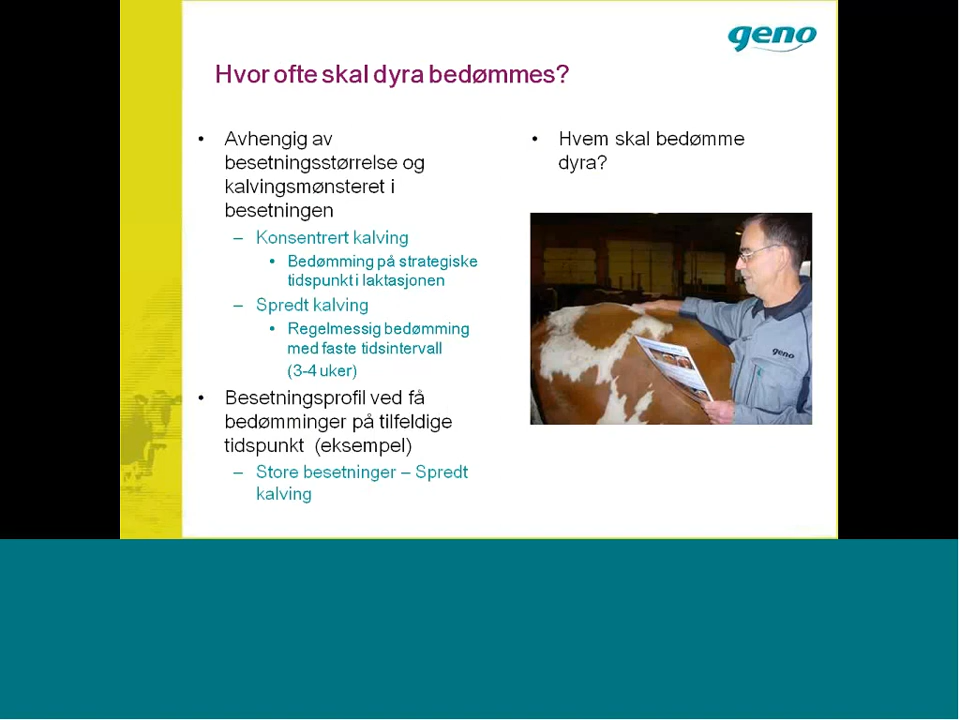 geno
Hvor ofte skal dyra bedømmes?
• Avhengig av
besetningsstørrelse og
kalvingsmønsteret i
besetningen
– Konsentrert kalving
• Bedømming på strategiske
tidspunkt i laktasjonen
– Spredt kalving
• Regelmessig bedømming
med faste tidsintervall
(3-4 uker)
• Besetningsprofil ved få
bedømminger på tilfeldige
tidspunkt (eksempel)
– Store besetninger – Spredt
kalving
• Hvem skal bedømme
dyra?
geno